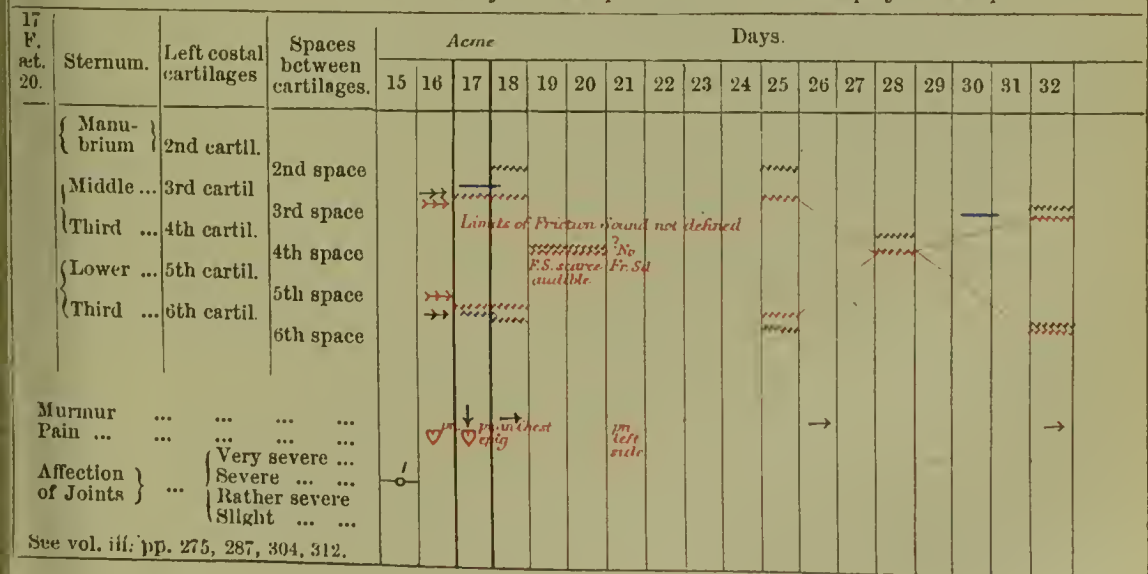 17
F.
æt.
20.
Sternum.
Left costal
cartilages
Spaces
between
cartilages.
Acme
Days.
15 16 17 18 19 20 21 22 23 24 25 26 27 28 29 30 31 32
{ Manu- }
{ brium } 2nd cartil.
2nd space
Middle ... 3rd cartil
3rd space
Limits of Friction Sound not defined
Third ... 4th cartil.
4th space
? No
Fr. Sd
F.S. scarce
audible
Lower ... 5th cartil.
5th space
Third ... 6th cartil.
6th space
Murmur ... ... ... ...
Pain ... ... ... ... ...
pn. in chest
epig
pn
left
side
Affection
of Joints } ...
Very severe ...
Severe ... ...
Rather severe
Slight ... ...
1
See vol. iii. pp. 275, 287, 304, 312.